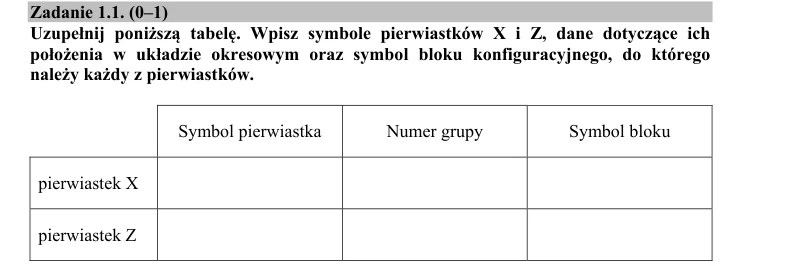 Zadanie 1.1. (0–1)
Uzupełnij poniższą tabelę. Wpisz symbole pierwiastków X i Z, dane dotyczące ich
położenia w układzie okresowym oraz symbol bloku konfiguracyjnego, do którego
należy każdy z pierwiastków.
Symbol pierwiastka Numer grupy Symbol bloku
pierwiastek X
pierwiastek Z